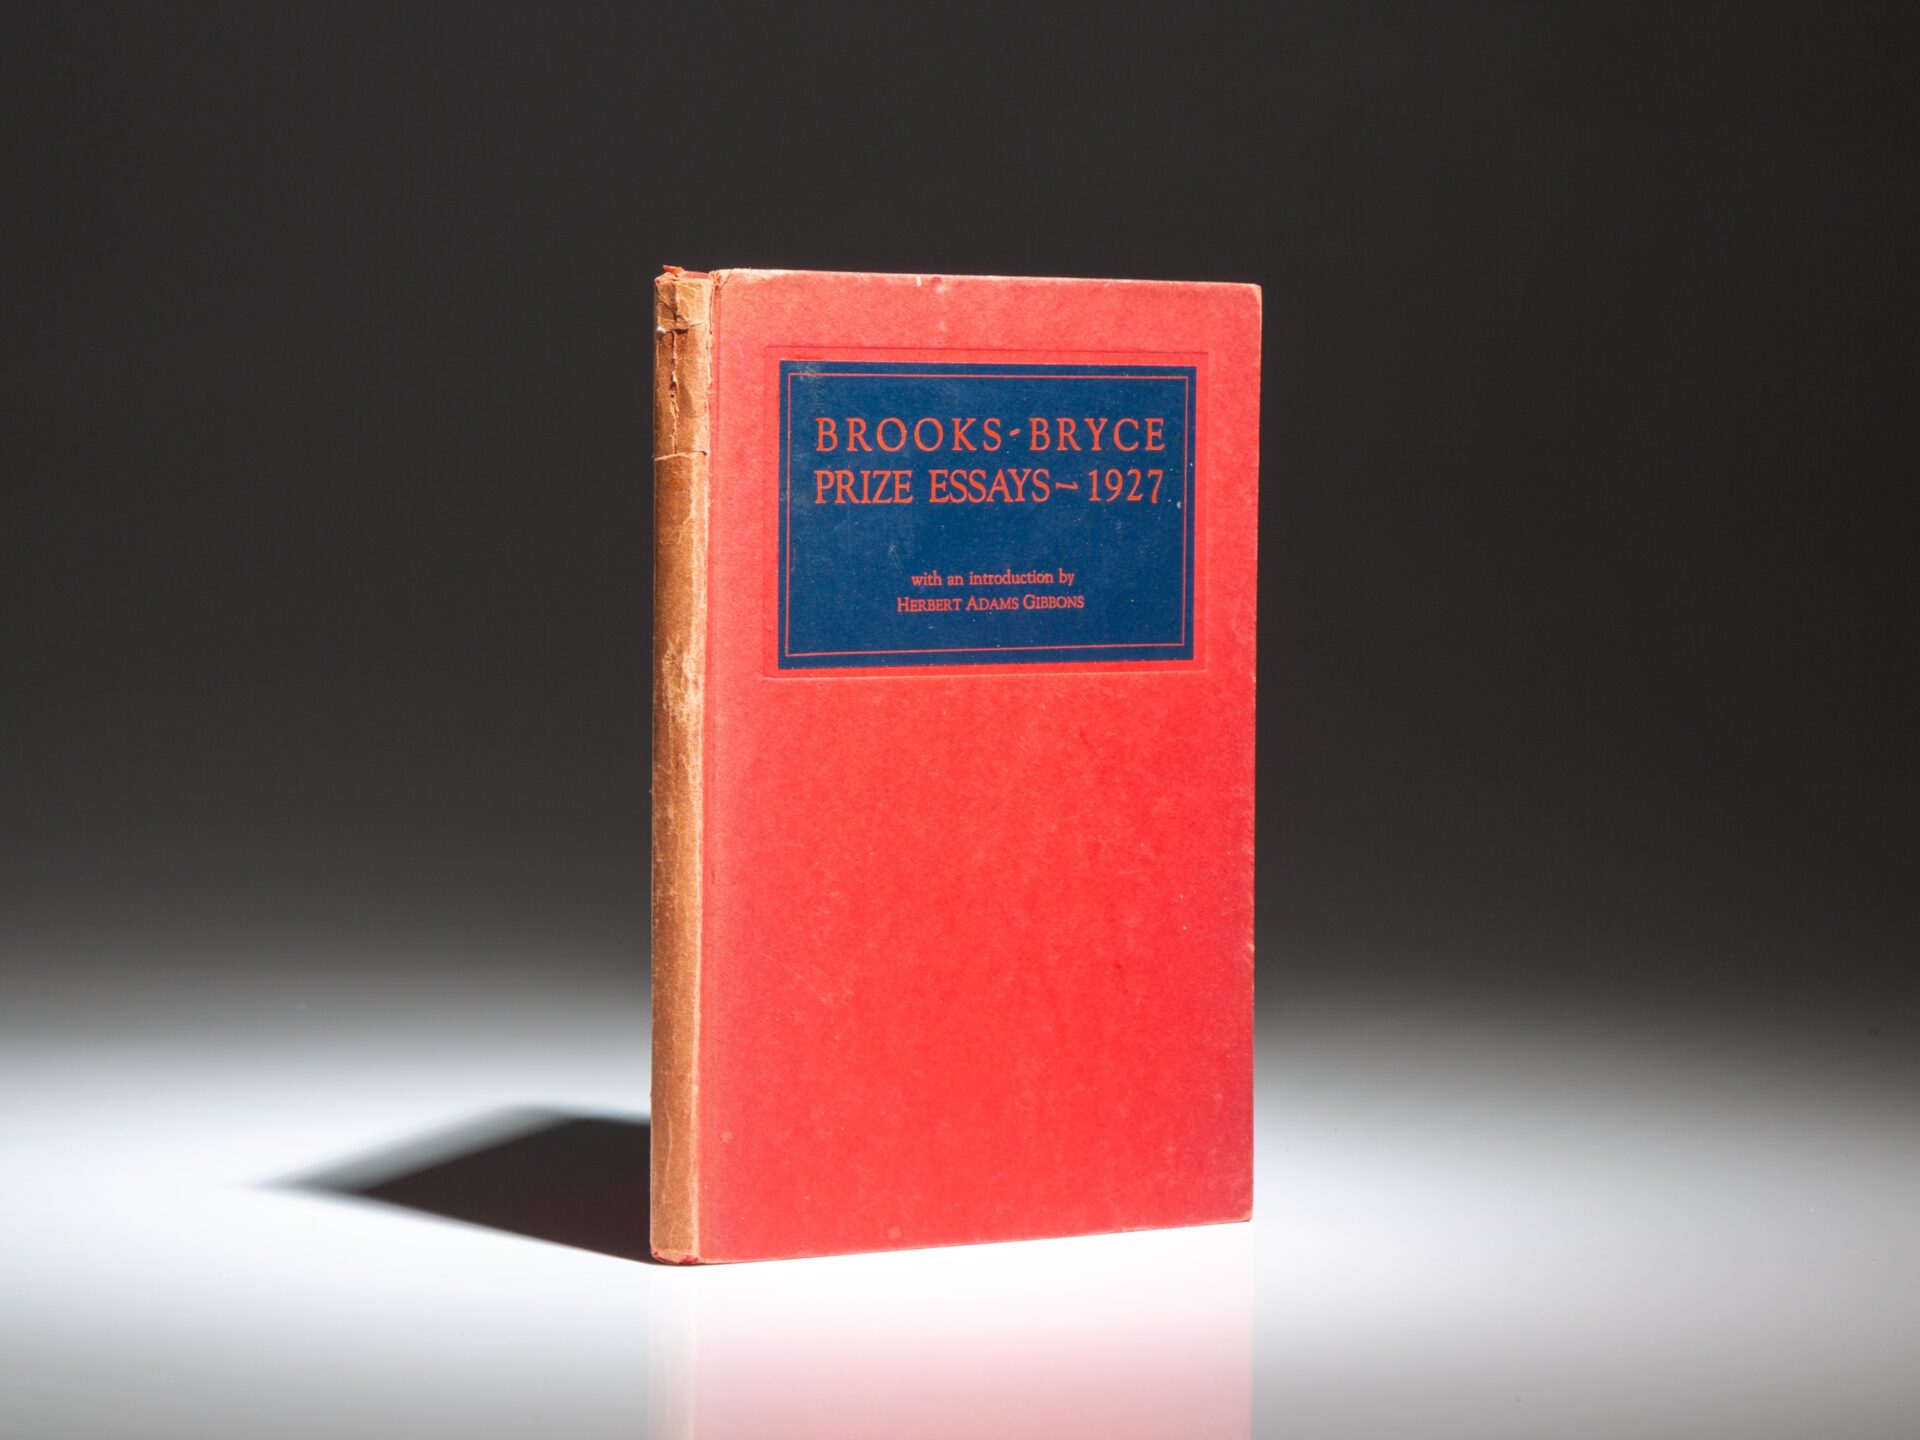 BROOKS-BRYCE
PRIZE ESSAYS - 1927
with an introduction by
HERBERT ADAMS GIBBONS